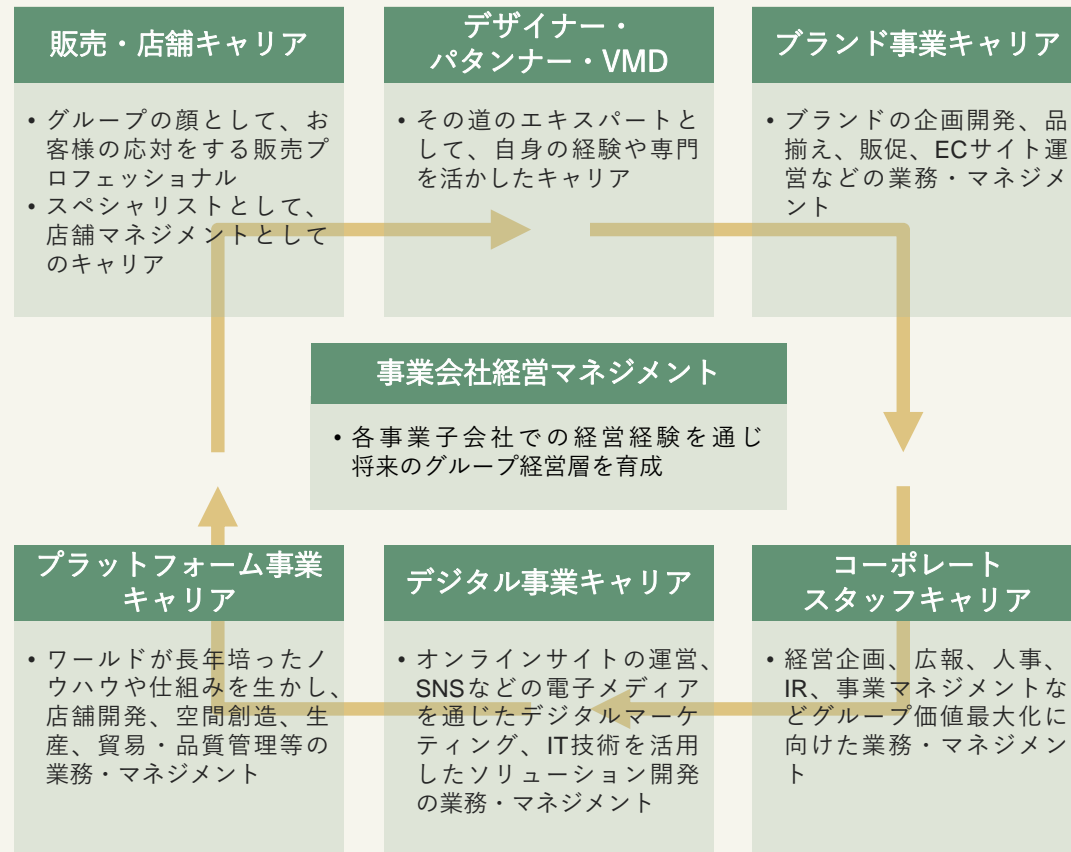 販売・店舗キャリア
• グループの顔として、お
客様の応対をする販売プ
ロフェッショナル
• スペシャリストとして、
店舗マネジメントとして
のキャリア
デザイナー・
パタンナー・VMD
• その道のエキスパートと
して、自身の経験や専門
を活かしたキャリア
ブランド事業キャリア
• ブランドの企画開発、品
揃え、販促、ECサイト運
営などの業務・マネジメ
ント
事業会社経営マネジメント
• 各事業子会社での経営経験を通じ
将来のグループ経営層を育成
プラットフォーム事業
キャリア
• ワールドが長年培ったノ
ウハウや仕組みを生かし、
店舗開発、空間創造、生
産、貿易・品質管理等の
業務・マネジメント
デジタル事業キャリア
• オンラインサイトの運営、
SNSなどの電子メディア
を通じたデジタルマーケ
ティング、IT技術を活用
したソリューション開発
の業務・マネジメント
コーポレート
スタッフキャリア
• 経営企画、広報、人事、
IR、事業マネジメントな
どグループ価値最大化に
向けた業務・マネジメン
ト